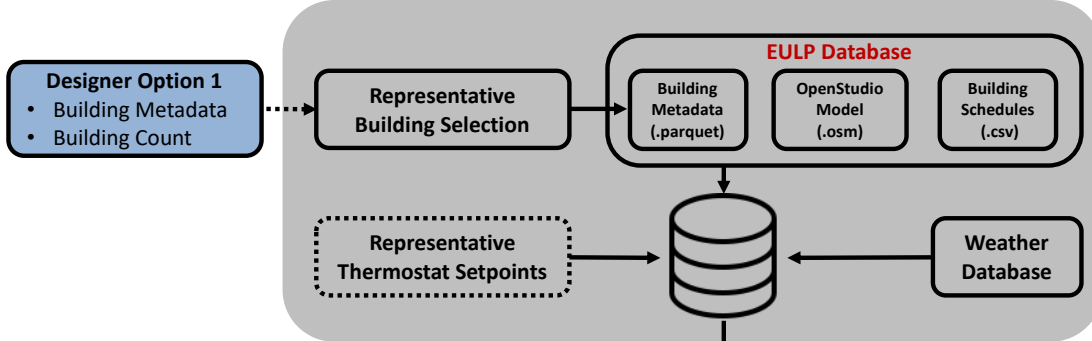 Designer Option 1
• Building Metadata
• Building Count
Representative
Building Selection
EULP Database
Building
Metadata
(.parquet)
OpenStudio
Model
(.osm)
Building
Schedules
(.csv)
Representative
Thermostat Setpoints
Weather
Database